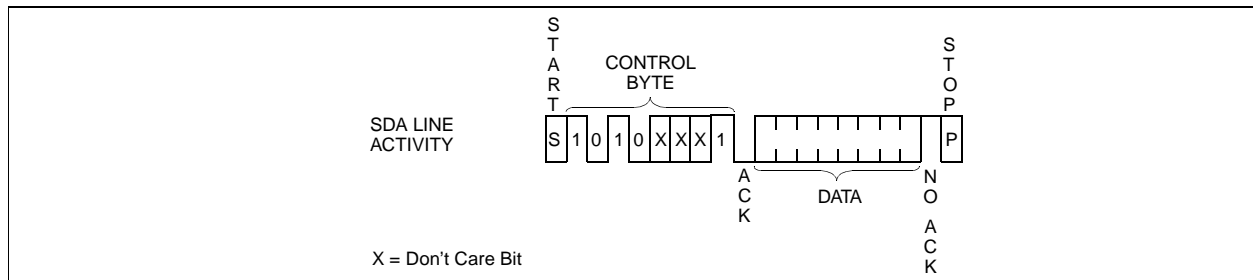 START
STOP
CONTROL
BYTE
SDA LINE
ACTIVITY
S 1 0 1 0 X X X 1 P
ACK
DATA
NO ACK
X = Don't Care Bit